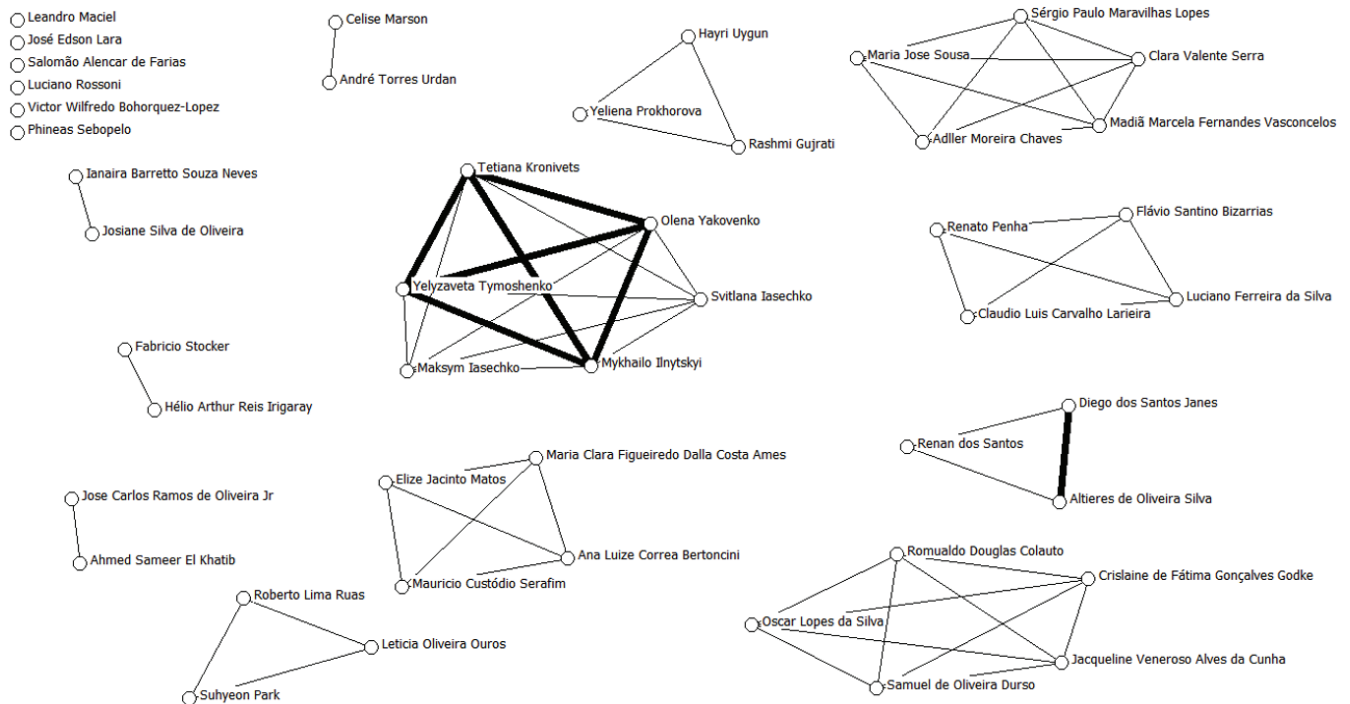 Leandro Maciel
José Edson Lara
Salomão Alencar de Farias
Luciano Rossoni
Victor Wilfredo Bohorquez-Lopez
Phineas Sebopelo
Celise Marson
André Torres Urdan
Hayri Uygun
Yeliena Prokhorova
Rashmi Gujrati
Sérgio Paulo Maravilhas Lopes
Maria Jose Sousa
Clara Valente Serra
Madiã Marcela Fernandes Vasconcelos
Adller Moreira Chaves
Ianaira Barretto Souza Neves
Josiane Silva de Oliveira
Tetiana Kronivets
Olena Yakovenko
Yelyzaveta Tymoshenko
Svitlana Iasechko
Maksym Iasechko
Mykhailo Ilnytskyi
Flávio Santino Bizarrias
Renato Penha
Luciano Ferreira da Silva
Claudio Luis Carvalho Larieira
Fabricio Stocker
Hélio Arthur Reis Irigaray
Diego dos Santos Janes
Renan dos Santos
Altieres de Oliveira Silva
Maria Clara Figueiredo Dalla Costa Ames
Elize Jacinto Matos
Ana Luize Correa Bertoncini
Mauricio Custódio Serafim
Jose Carlos Ramos de Oliveira Jr
Ahmed Sameer El Khatib
Roberto Lima Ruas
Leticia Oliveira Ouros
Suhyeon Park
Romualdo Douglas Colauto
Crislaine de Fátima Gonçalves Godke
Oscar Lopes da Silva
Jacqueline Veneroso Alves da Cunha
Samuel de Oliveira Durso